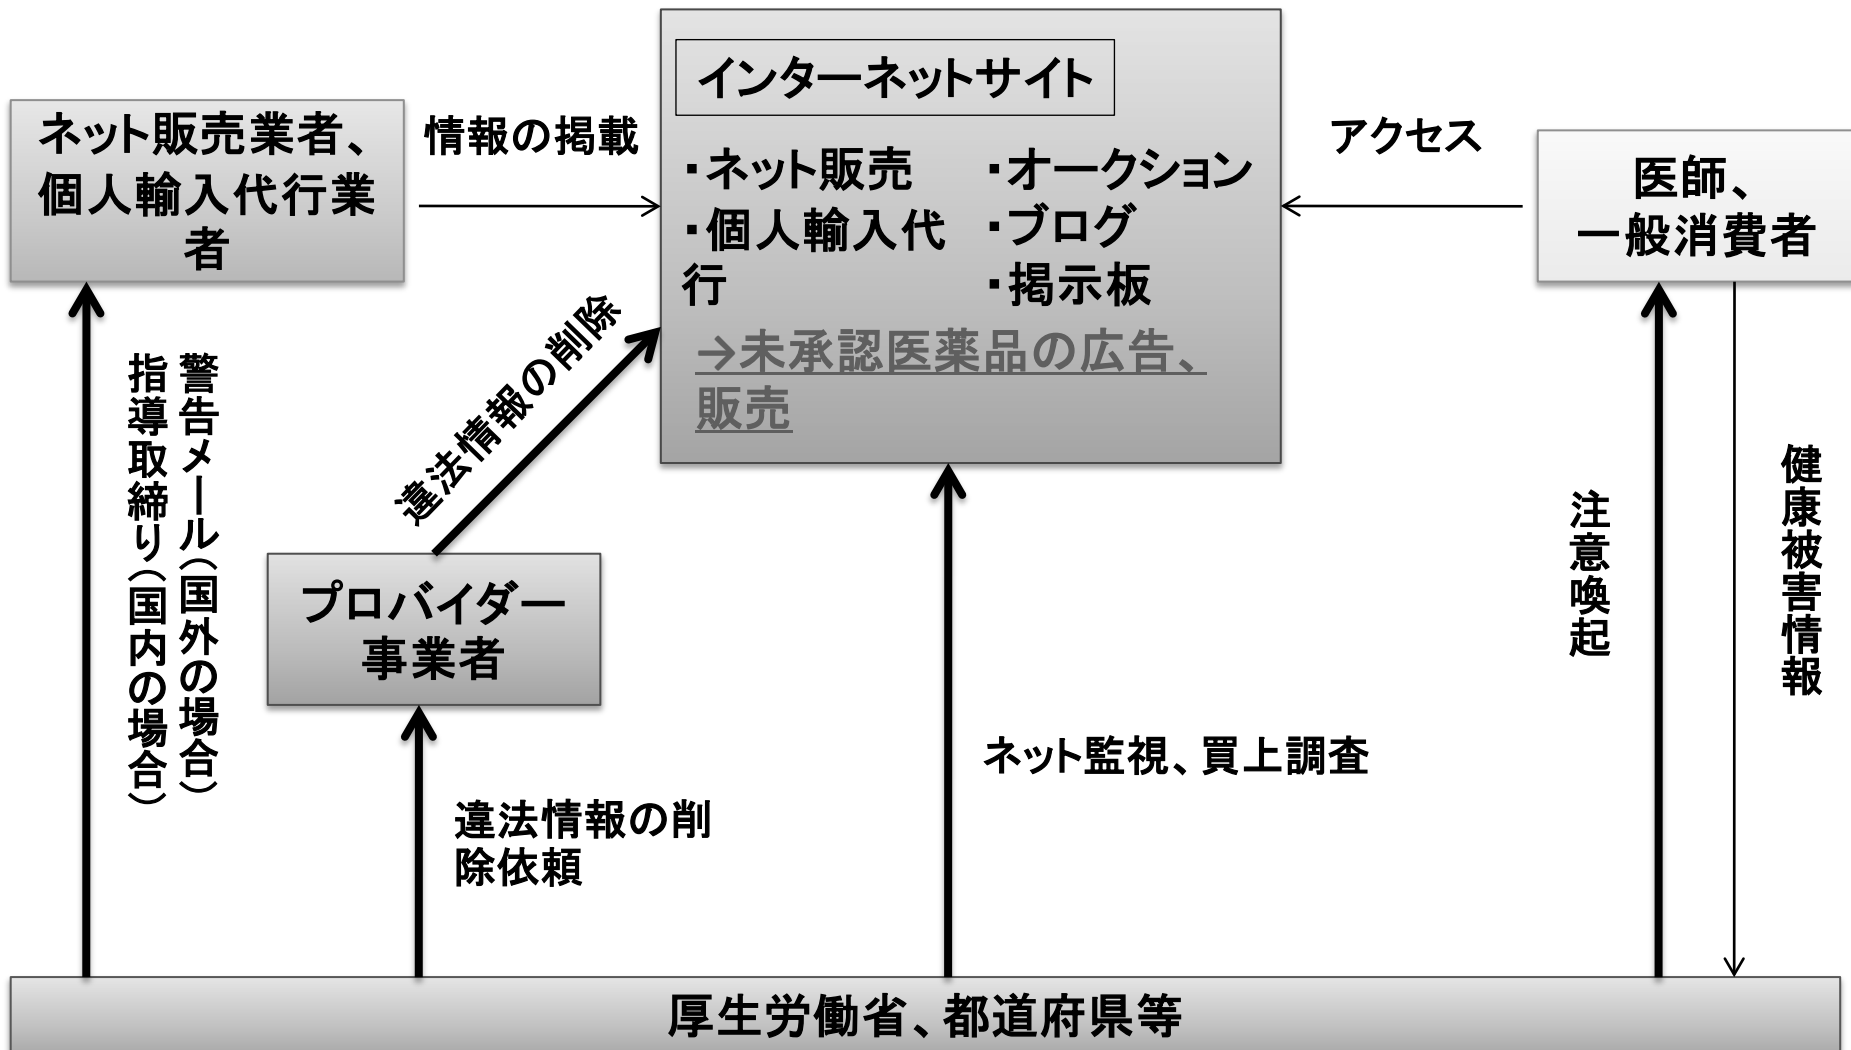 インターネットサイト
ネット販売業者、
個人輸入代行業
者
情報の掲載
アクセス
医師、
一般消費者
・ネット販売
・個人輸入代
行
・オークション
・ブログ
・掲示板
→未承認医薬品の広告、
販売
違法情報の削除
警告メール(国外の場合)
指導取締り(国内の場合)
プロバイダー
事業者
違法情報の削
除依頼
ネット監視、買上調査
注意喚起
健康被害情報
厚生労働省、都道府県等